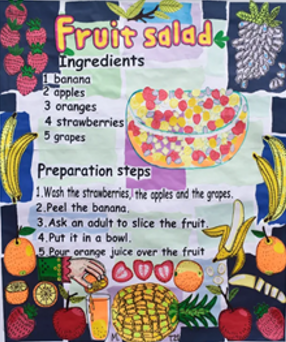 Fruit salad
Ingredients
1 banana
2 apples
3 oranges
4 strawberries
5 grapes
Preparation steps
1.Wash the strawberries, the apples and the grapes.
2.Peel the banana.
3.Ask an adult to slice the fruit.
4.Put it in a bowl.
5.Pour orange juice over the fruit